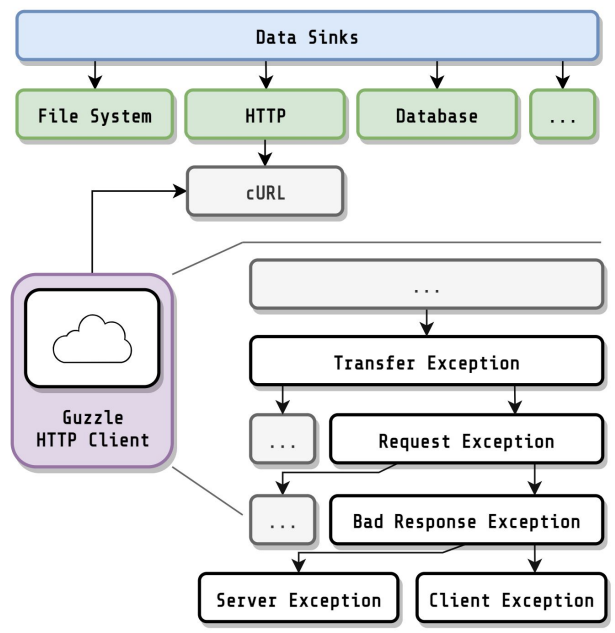 Data Sinks
File System
HTTP
Database
...
cURL
...
Transfer Exception
Guzzle
HTTP Client
...
Request Exception
...
Bad Response Exception
Server Exception
Client Exception